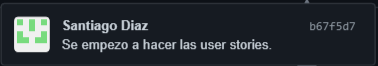 Santiago Diaz b67f5d7
Se empezo a hacer las user stories.